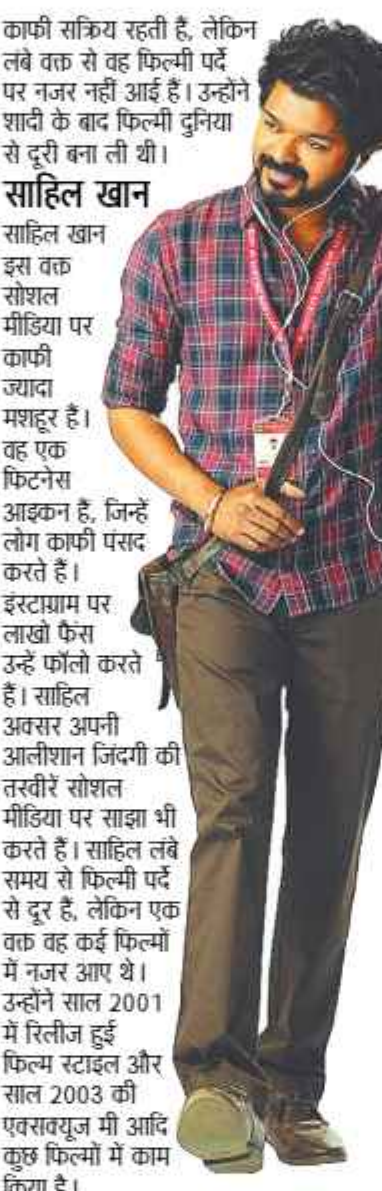 काफी सक्रिय रहती हैं, लेकिन
लंबे वक्त से वह फिल्मी पर्दे
पर नजर नहीं आई हैं। उन्होंने
शादी के बाद फिल्मी दुनिया
से दूरी बना ली थी।
साहिल खान
साहिल खान
इस वक्त
सोशल
मीडिया पर
काफी
ज्यादा
मशहूर हैं।
वह एक
फिटनेस
आइकन हैं, जिन्हें
लोग काफी पंसद
करते हैं।
इंस्टाग्राम पर
लाखो फैंस
उन्हें फॉलो करते
हैं। साहिल
अक्सर अपनी
आलीशान जिंदगी की
तस्वीरें सोशल
मीडिया पर साझा भी
करते हैं। साहिल लंबे
समय से फिल्मी पर्दे
से दूर हैं, लेकिन एक
वक्त वह कई फिल्मों
में नजर आए थे।
उन्होंने साल 2001
में रिलीज हुई
फिल्म स्टाइल और
साल 2003 की
एक्सक्यूज मी आदि
कुछ फिल्मों में काम
किया है।